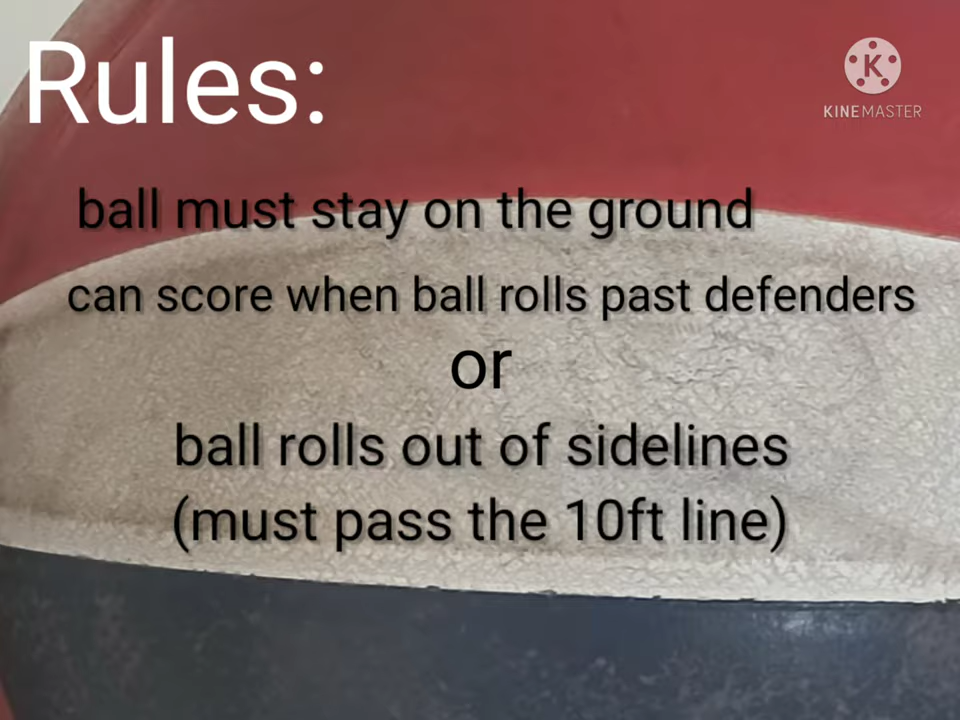 Rules:
KINEMASTER
ball must stay on the ground
can score when ball rolls past defenders
or
ball rolls out of sidelines
(must pass the 10ft line)